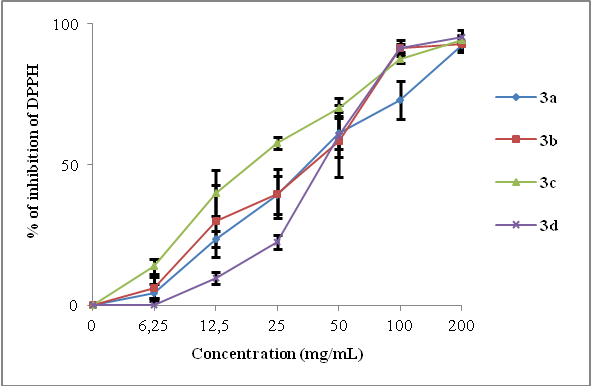 100
50
0
% of inhibition of DPPH
0 6,25 12,5 25 50 100 200
Concentration (mg/mL)
3a
3b
3c
3d